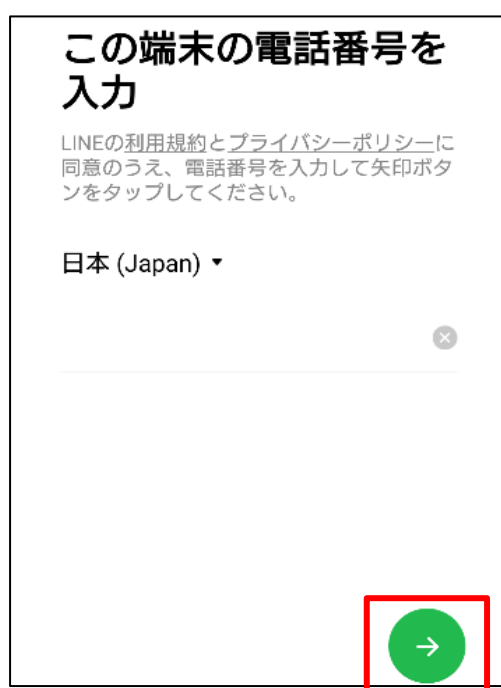 この端末の電話番号を
入力
LINEの利用規約とプライバシーポリシーに
同意のうえ、電話番号を入力して矢印ボタ
ンをタップしてください。
日本 (Japan)